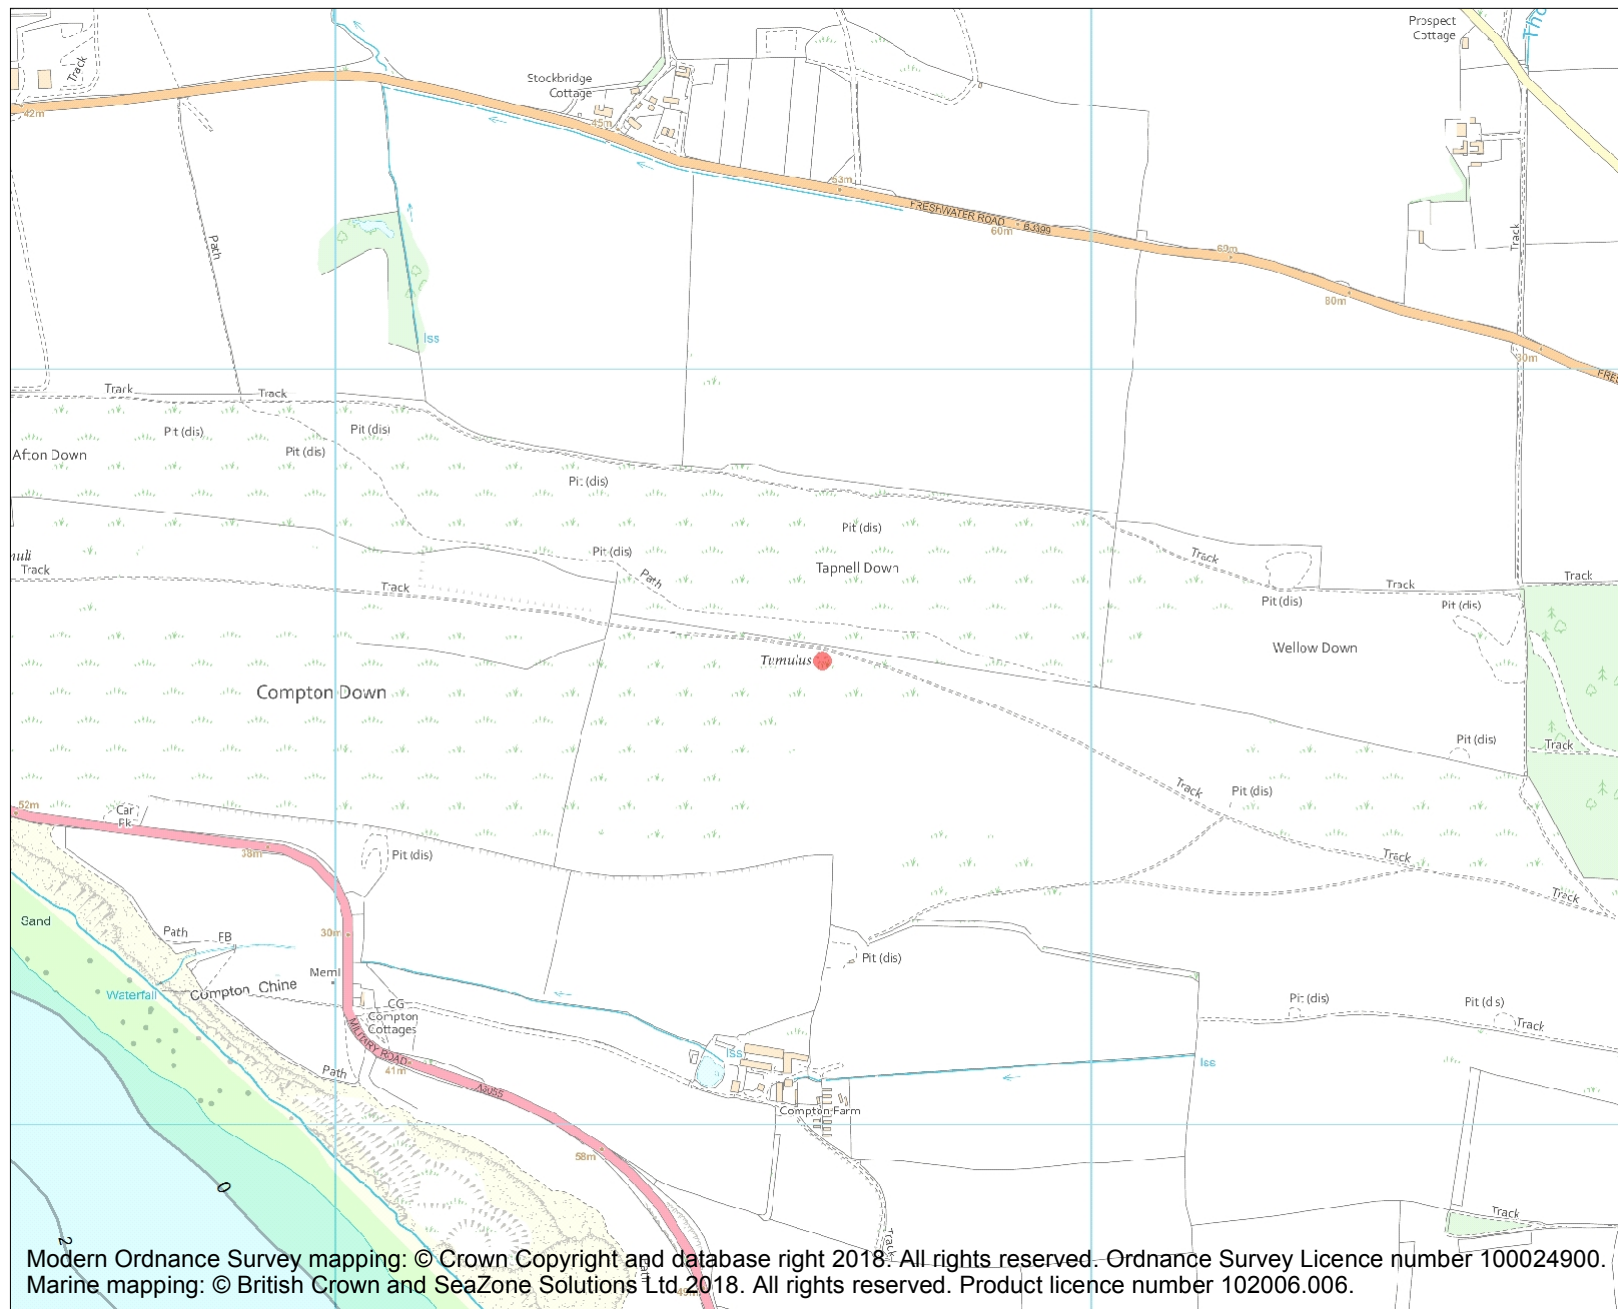 Prospect
Cottage
Track
Stockbridge
Cottage
42m
45m
53m
FRESHWATER ROAD
B3399
60m
69m
80m
Track
Path
Iss
Track
Track
Pit (dis)
Pit (dis)
Afton Down
Pit (dis)
Pit (dis)
Pit (dis)
Pit (dis)
Tapnell Down
Path
Track
Track
Track
Track
Track
Pit (dis)
Pit (dis)
Tumulus
Wellow Down
Compton Down
Pit (dis)
Track
Track
Pit (dis)
52m
Car
Pk
38m
Pit (dis)
Track
Track
Sand
Path
FB
30m
Meml
Pit (dis)
Waterfall
Compton Chine
CG
Compton
Cottages
Pit (dis)
Pit (dis)
Track
MILITARY ROAD
Iss
Iss
Path
41m
A3055
Compton Farm
58m
0
2
Track
Track
Modern Ordnance Survey mapping: © Crown Copyright and database right 2018. All rights reserved. Ordnance Survey Licence number 100024900.
Marine mapping: © British Crown and SeaZone Solutions Ltd 2018. All rights reserved. Product licence number 102006.006.